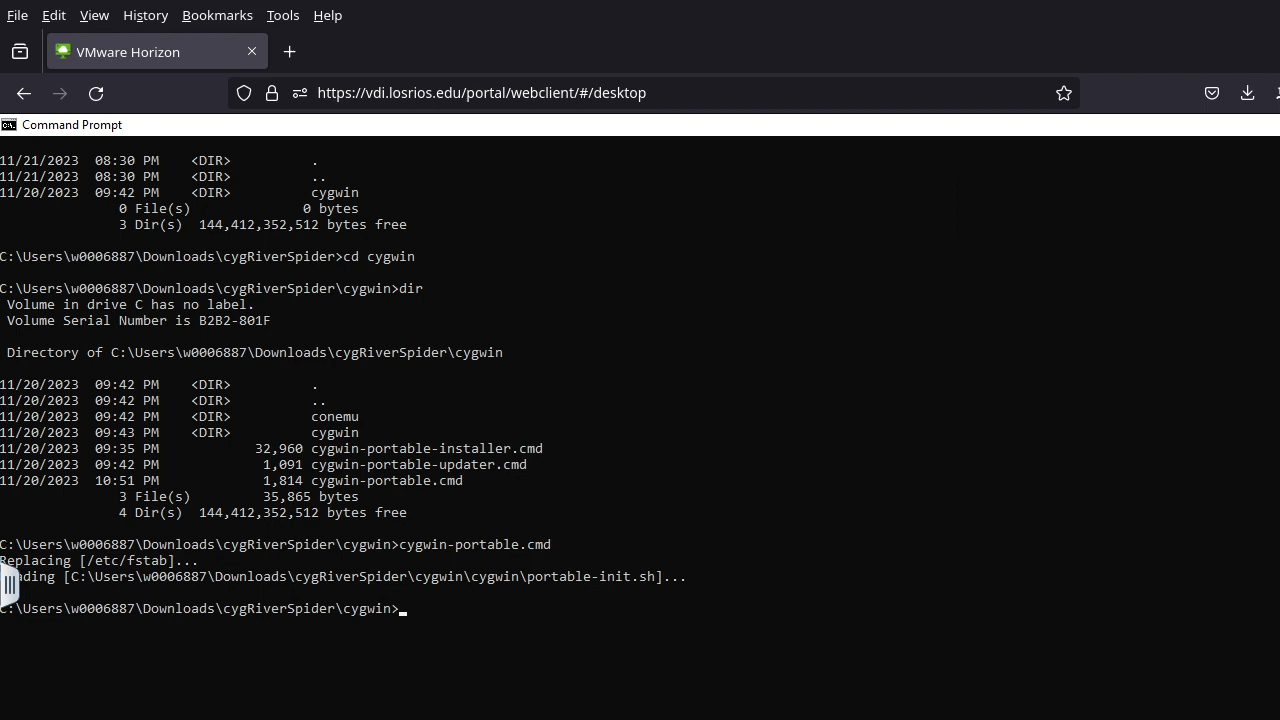 File Edit View History Bookmarks Tools Help
VMware Horizon
https://vdi.losrios.edu/portal/webclient/#/desktop
Command Prompt
11/21/2023  08:30 PM    <DIR>          .
11/21/2023  08:30 PM    <DIR>          ..
11/20/2023  09:42 PM    <DIR>          cygwin
0 File(s)              0 bytes
3 Dir(s)  144,412,352,512 bytes free
C:\Users\w0006887\Downloads\cygRiverSpider>cd cygwin
C:\Users\w0006887\Downloads\cygRiverSpider\cygwin>dir
Volume in drive C has no label.
Volume Serial Number is B2B2-801F
Directory of C:\Users\w0006887\Downloads\cygRiverSpider\cygwin
11/20/2023  09:42 PM    <DIR>          .
11/20/2023  09:42 PM    <DIR>          ..
11/20/2023  09:42 PM    <DIR>          conemu
11/20/2023  09:43 PM    <DIR>          cygwin
11/20/2023  09:35 PM            32,960 cygwin-portable-installer.cmd
11/20/2023  09:42 PM             1,091 cygwin-portable-updater.cmd
11/20/2023  10:51 PM             1,814 cygwin-portable.cmd
3 File(s)         35,865 bytes
4 Dir(s)  144,412,352,512 bytes free
C:\Users\w0006887\Downloads\cygRiverSpider\cygwin>cygwin-portable.cmd
Replacing [/etc/fstab]...
ading [C:\Users\w0006887\Downloads\cygRiverSpider\cygwin\cygwin\portable-init.sh]...
C:\Users\w0006887\Downloads\cygRiverSpider\cygwin>